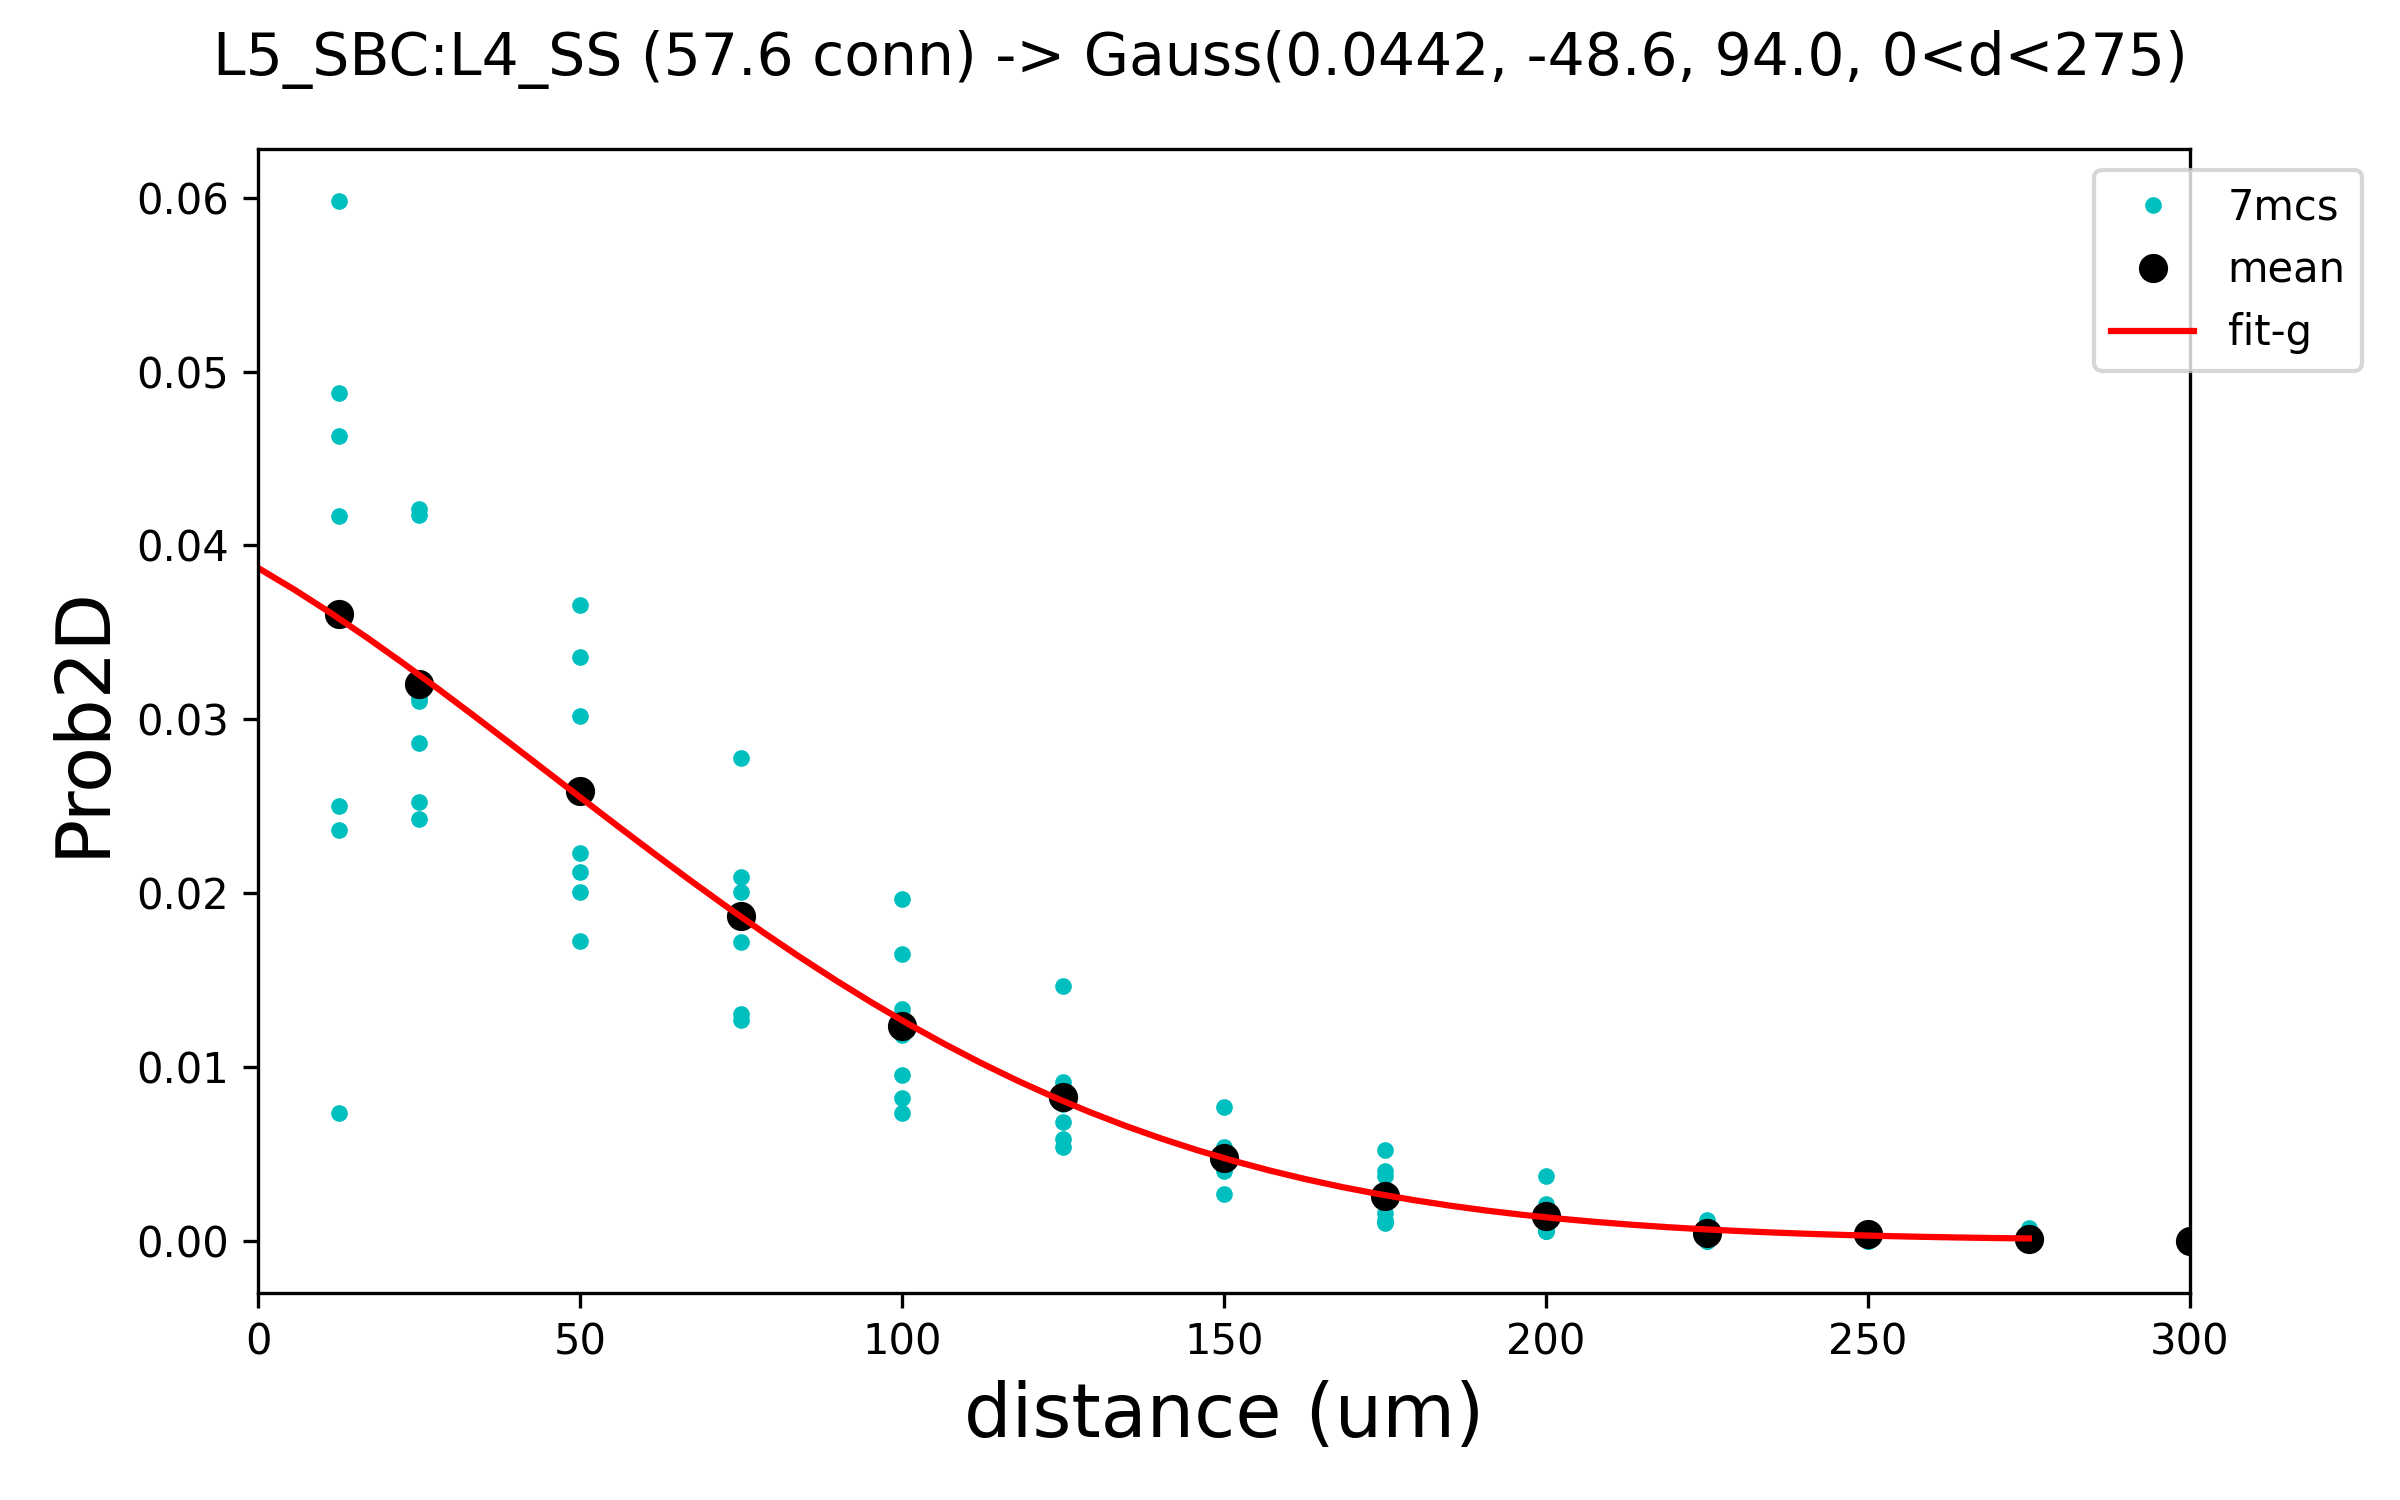 L5_SBC:L4_SS (57.6 conn) -> Gauss(0.0442, -48.6, 94.0, 0<d<275)
7mcs
mean
fit-g
Prob2D
0.06
0.05
0.04
0.03
0.02
0.01
0.00
0 50 100 150 200 250 300
distance (um)